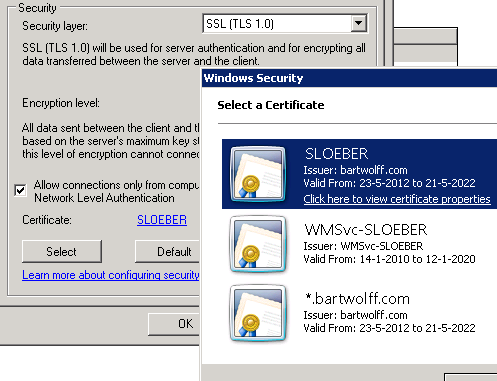 Security
Security layer:
SSL (TLS 1.0)
SSL (TLS 1.0) will be used for server authentication and for encrypting all
data transferred between the server and the client.
Encryption level:
All data sent between the client and th
based on the server's maximum key st
this level of encryption cannot connec
Allow connections only from compu
Network Level Authentication
Certificate:
SLOEBER
Select
Default
Learn more about configuring security
OK
Windows Security
Select a Certificate
SLOEBER
Issuer: bartwolff.com
Valid From: 23-5-2012 to 21-5-2022
Click here to view certificate properties
WMSvc-SLOEBER
Issuer: WMSvc-SLOEBER
Valid From: 14-1-2010 to 12-1-2020
*.bartwolff.com
Issuer: bartwolff.com
Valid From: 23-5-2012 to 21-5-2022